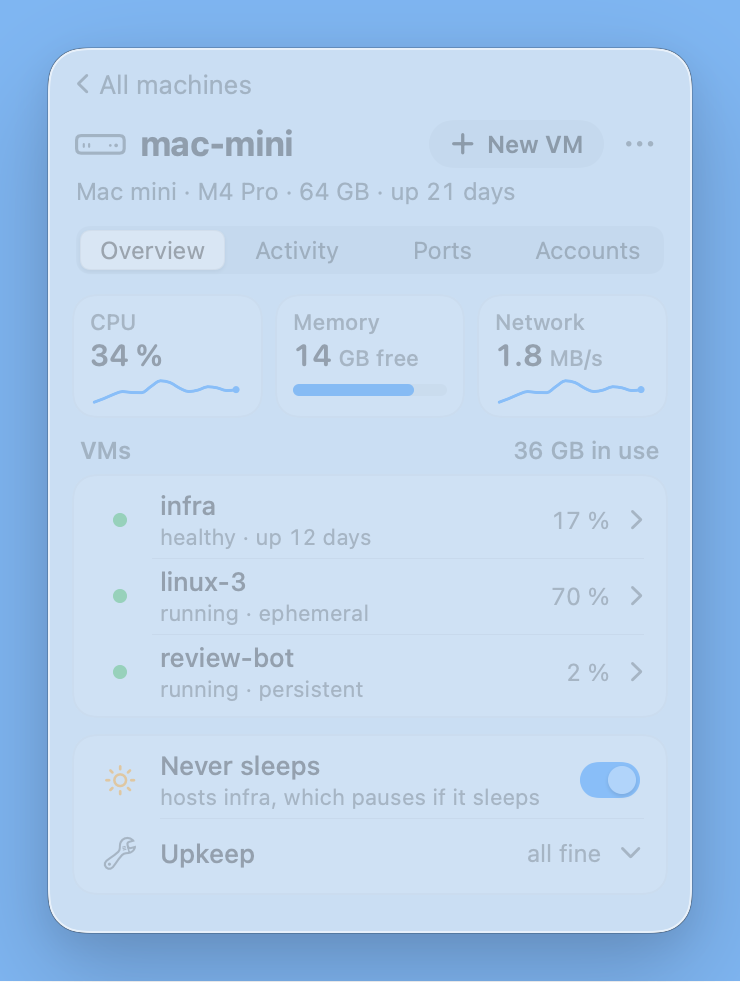 All machines
mac-mini
New VM
Mac mini · M4 Pro · 64 GB · up 21 days
Overview Activity Ports Accounts
CPU Memory Network
34 % 14 GB free 1.8 MB/s
VMs 36 GB in use
infra
healthy · up 12 days
17 %
linux-3
running · ephemeral
70 %
review-bot
running · persistent
2 %
Never sleeps
hosts infra, which pauses if it sleeps
Upkeep all fine